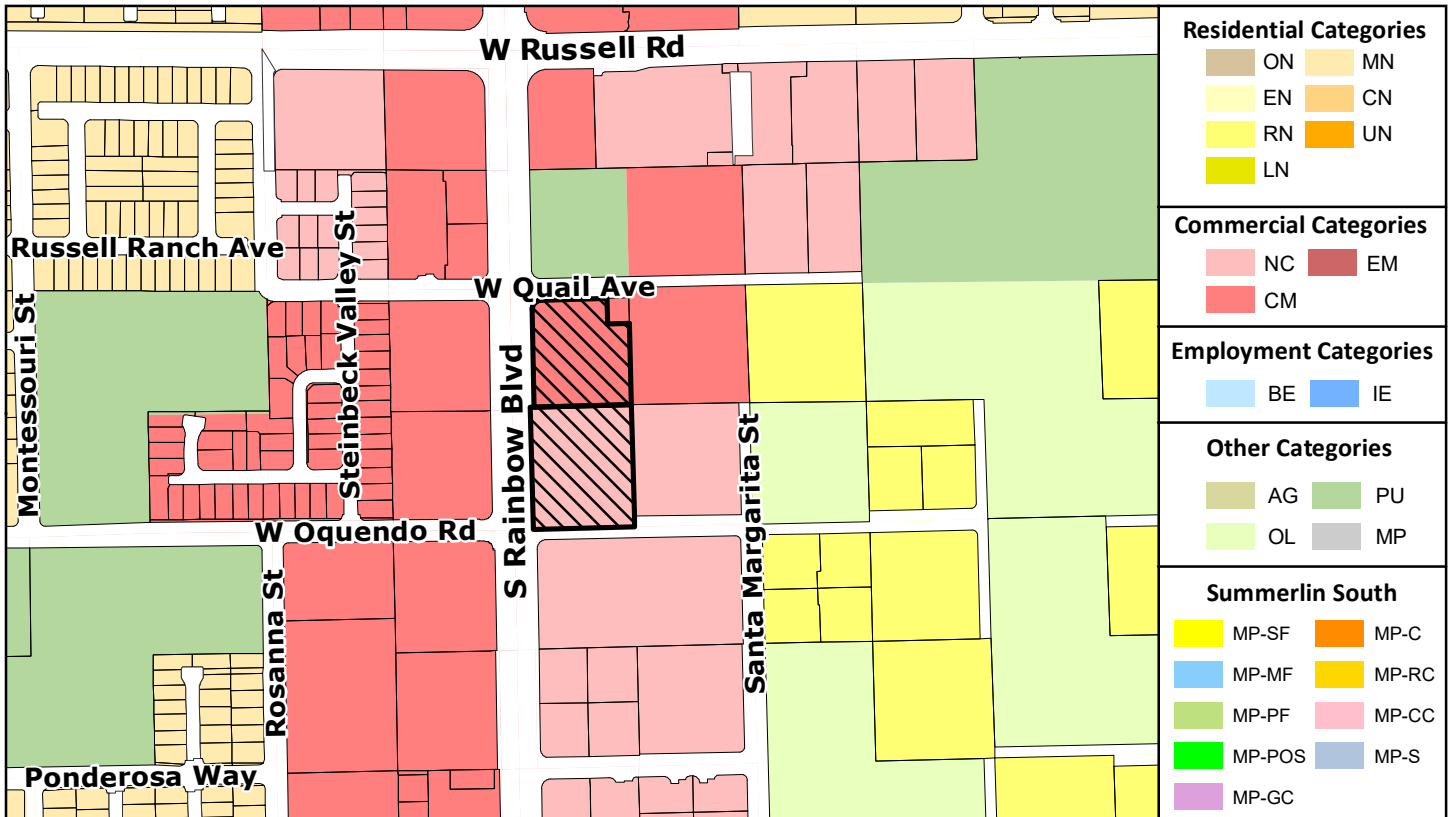 W Russell Rd
Russell Ranch Ave
Steinbeck Valley St
W Quail Ave
Montessouri St
S Rainbow Blvd
Santa Margarita St
W Oquendo Rd
Rosanna St
Ponderosa Way
Residential Categories
ON MN
EN CN
RN UN
LN
Commercial Categories
NC EM
CM
Employment Categories
BE IE
Other Categories
AG PU
OL MP
Summerlin South
MP-SF MP-C
MP-MF MP-RC
MP-PF MP-CC
MP-POS MP-S
MP-GC